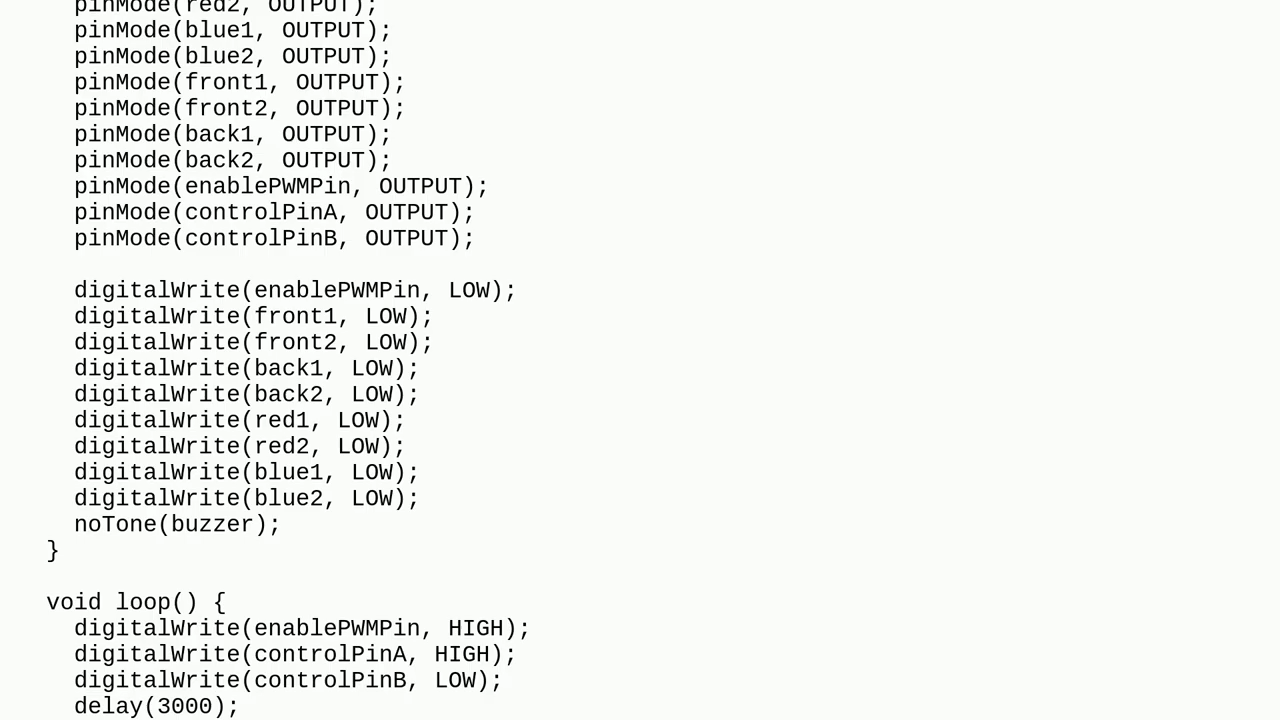 pinMode(red2, OUTPUT);
pinMode(blue1, OUTPUT);
pinMode(blue2, OUTPUT);
pinMode(front1, OUTPUT);
pinMode(front2, OUTPUT);
pinMode(back1, OUTPUT);
pinMode(back2, OUTPUT);
pinMode(enablePWMPin, OUTPUT);
pinMode(controlPinA, OUTPUT);
pinMode(controlPinB, OUTPUT);
digitalWrite(enablePWMPin, LOW);
digitalWrite(front1, LOW);
digitalWrite(front2, LOW);
digitalWrite(back1, LOW);
digitalWrite(back2, LOW);
digitalWrite(red1, LOW);
digitalWrite(red2, LOW);
digitalWrite(blue1, LOW);
digitalWrite(blue2, LOW);
noTone(buzzer);
}
void loop() {
digitalWrite(enablePWMPin, HIGH);
digitalWrite(controlPinA, HIGH);
digitalWrite(controlPinB, LOW);
delay(3000);